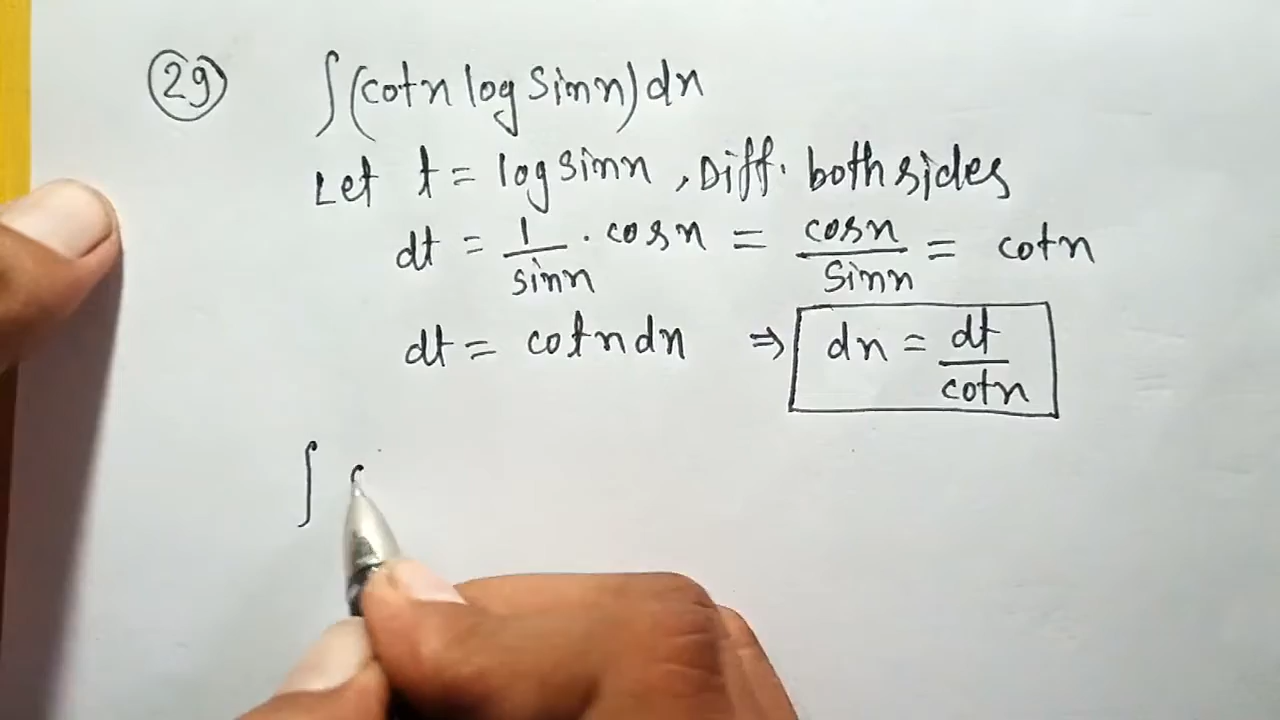 29 ∫(cotx log sinx)dx
Let t = log sinx , Diff. both sides
dt = 1/sinx · cosx = cosx/sinx = cotx
dt = cotx dx ⇒ dx = dt/cotx
∫